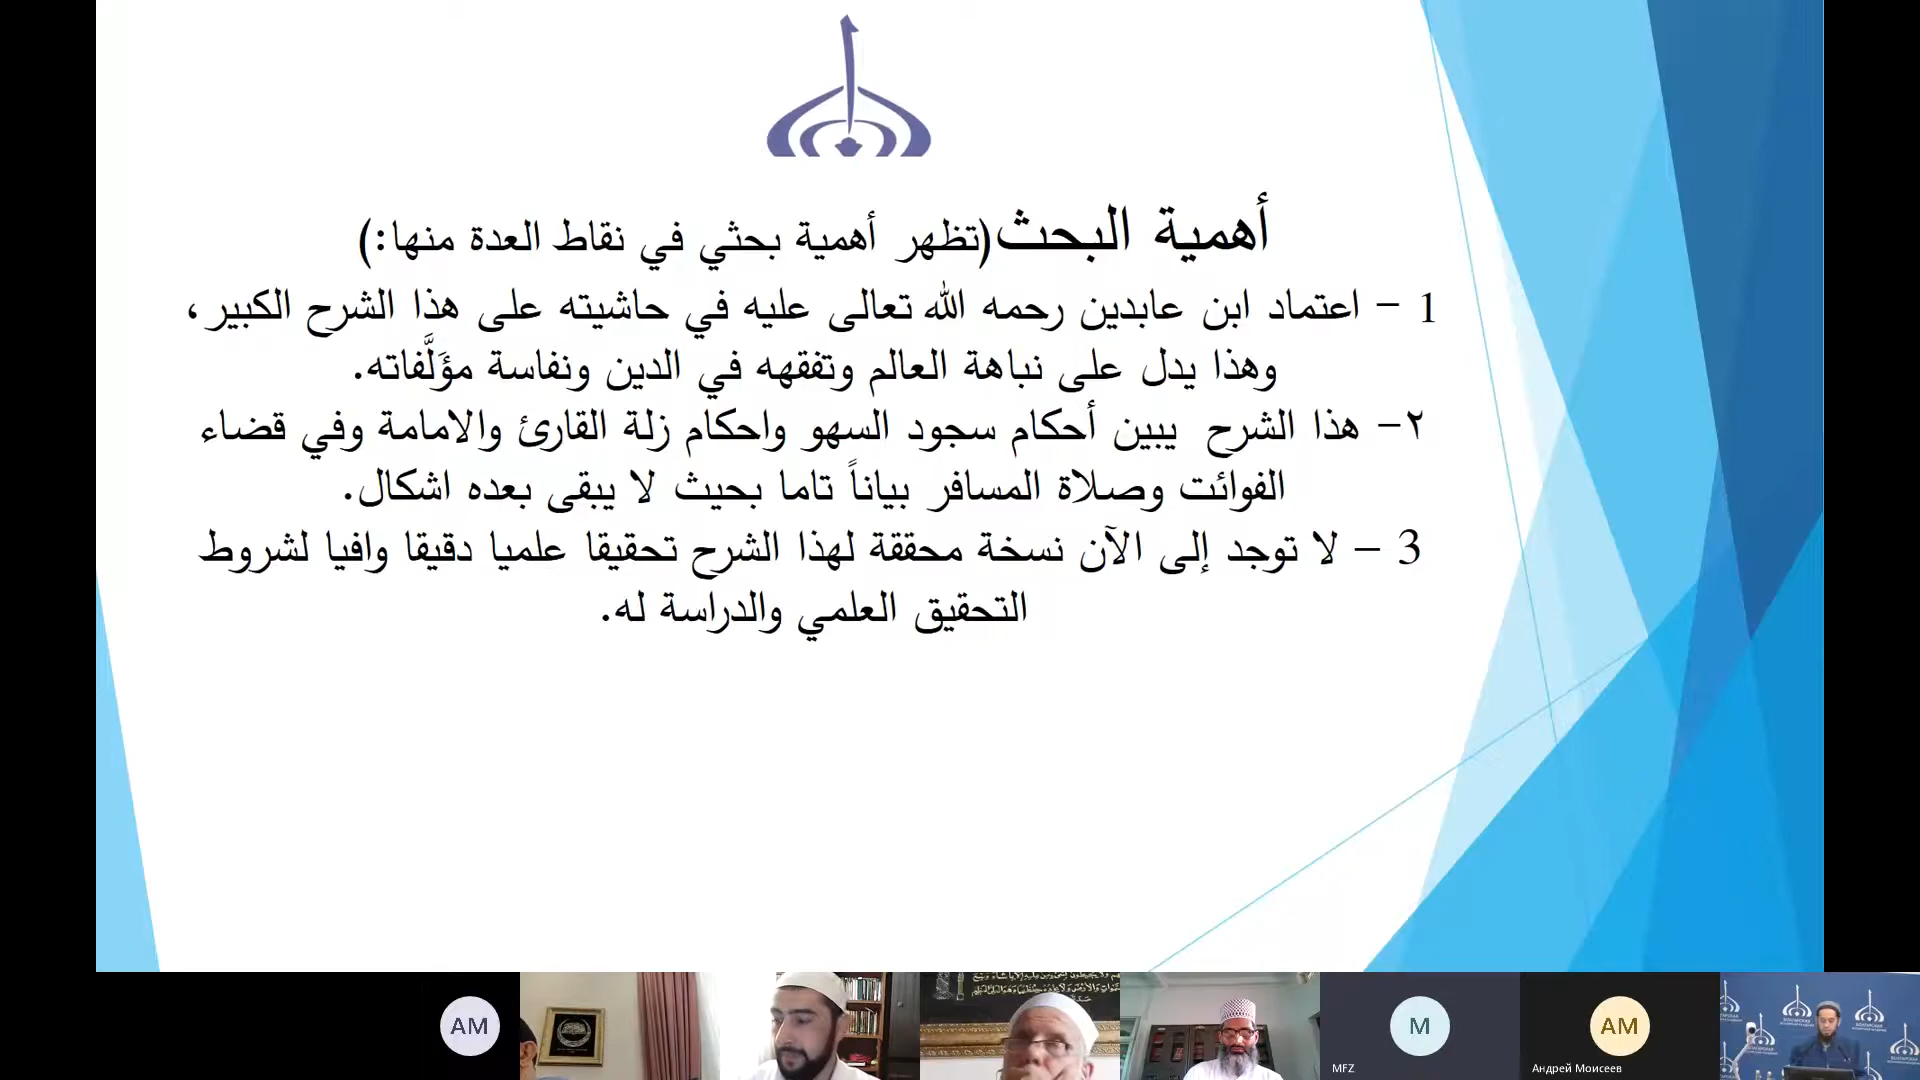 أهمية البحث(تظهر أهمية بحثي في نقاط العدة منها:)
1 - اعتماد ابن عابدين رحمه الله تعالى عليه في حاشيته على هذا الشرح الكبير،
وهذا يدل على نباهة العالم وتفقهه في الدين ونفاسة مؤَلَّفاته.
٢- هذا الشرح يبين أحكام سجود السهو واحكام زلة القارئ والامامة وفي قضاء
الفوائت وصلاة المسافر بياناً تاما بحيث لا يبقى بعده اشكال.
3 – لا توجد إلى الآن نسخة محققة لهذا الشرح تحقيقا علميا دقيقا وافيا لشروط
التحقيق العلمي والدراسة له.
AM
M
MFZ
AM
Андрей Моисеев